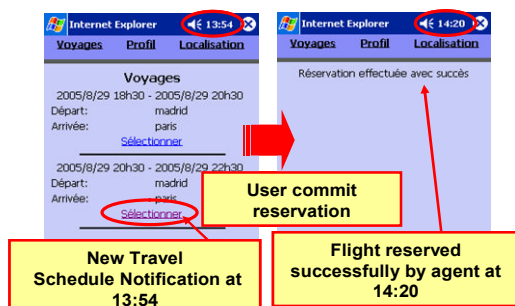 Internet Explorer 13:54
Voyages Profil Localisation
Voyages
2005/8/29 18h30 - 2005/8/29 20h30
Départ: madrid
Arrivée: paris
Sélectionner
2005/8/29 20h30 - 2005/8/29 22h30
Départ: madrid
Arrivée: paris
Sélectionner
New Travel
Schedule Notification at
13:54
Internet Explorer 14:20
Voyages Profil Localisation
Réservation effectuée avec succès
User commit
reservation
Flight reserved
successfully by agent at
14:20